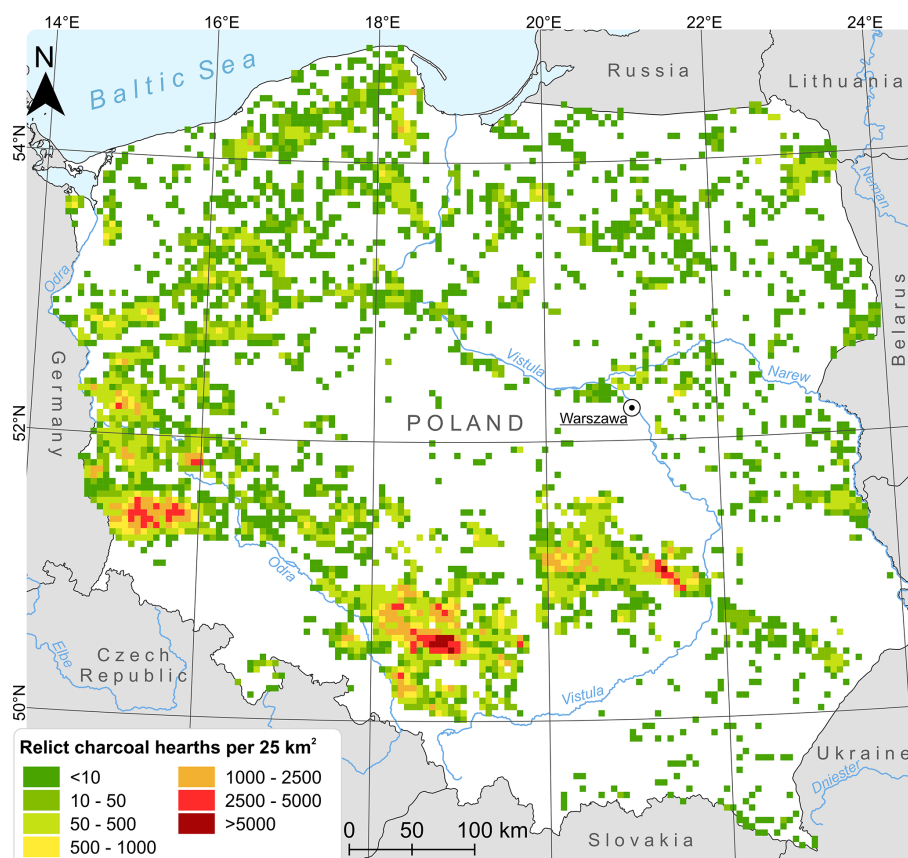 14°E 16°E 18°E 20°E 22°E 24°E
N
Baltic Sea
Russia
Lithuania
54°N
Neman
Odra
Belarus
Germany
Vistula
Narew
52°N
POLAND
Warszawa
Odra
Elbe
Czech
Republic
50°N
Vistula
Ukraine
Dniester
Slovakia
Relict charcoal hearths per 25 km²
<10
10 - 50
50 - 500
500 - 1000
1000 - 2500
2500 - 5000
>5000
0 50 100 km